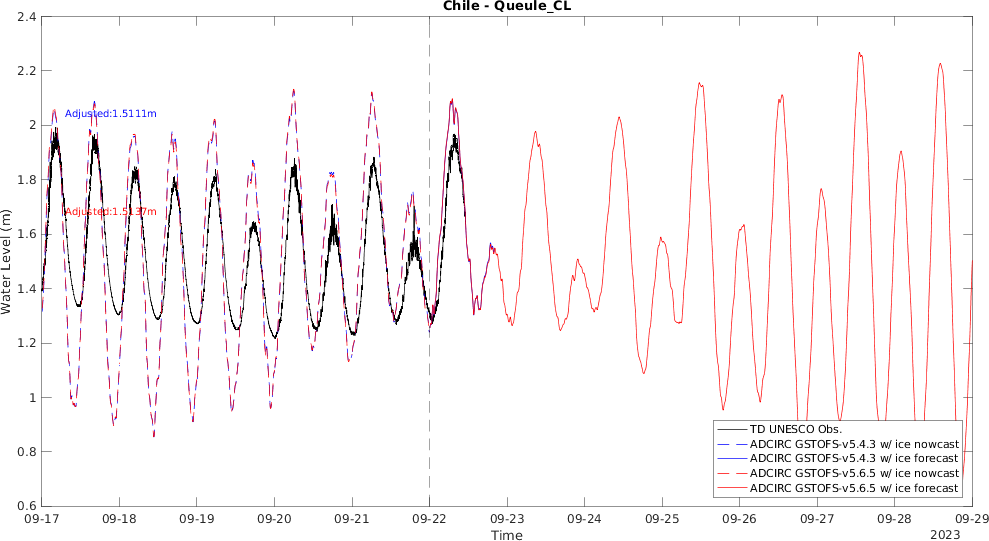 Chile - Queule_CL
2.4
2.2
2
1.8
1.6
1.4
1.2
1
0.8
0.6
Water Level (m)
Adjusted:1.5111m
Adjusted:1.5137m
TD UNESCO Obs.
ADCIRC GSTOFS-v5.4.3 w/ ice nowcast
ADCIRC GSTOFS-v5.4.3 w/ ice forecast
ADCIRC GSTOFS-v5.6.5 w/ ice nowcast
ADCIRC GSTOFS-v5.6.5 w/ ice forecast
09-17 09-18 09-19 09-20 09-21 09-22 09-23 09-24 09-25 09-26 09-27 09-28 09-29
Time
2023